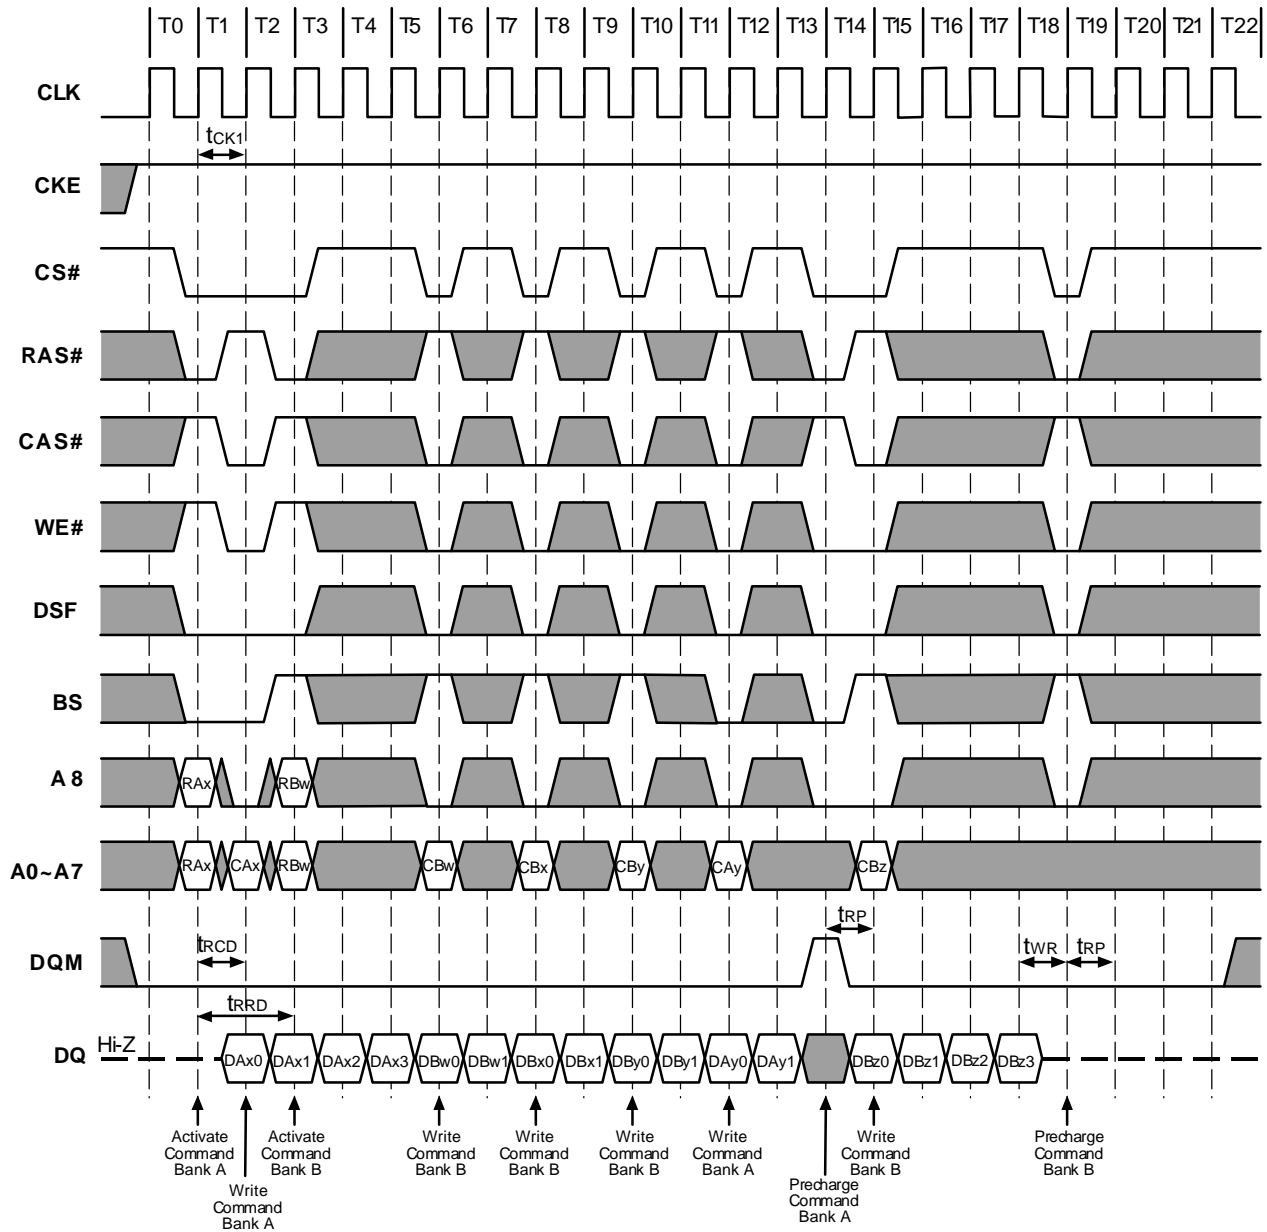 T0 T1 T2 T3 T4 T5 T6 T7 T8 T9 T10 T11 T12 T13 T14 T15 T16 T17 T18 T19 T20 T21 T22
CLK
tCK1
CKE
CS#
RAS#
CAS#
WE#
DSF
BS
A8 RAx RBw
A0~A7 RAx CAx RBw CBw CBx CBy CAy CBz
tRP
DQM tRCD tWR tRP
tRRD
DQ Hi-Z DAx0 DAx1 DAx2 DAx3 DBw0 DBw1 DBx0 DBx1 DBy0 DBy1 DAy0 DAy1 DBz0 DBz1 DBz2 DBz3
Activate Command Bank A
Write Command Bank A
Activate Command Bank B
Write Command Bank B
Write Command Bank B
Write Command Bank B
Write Command Bank A
Precharge Command Bank A
Write Command Bank B
Precharge Command Bank B